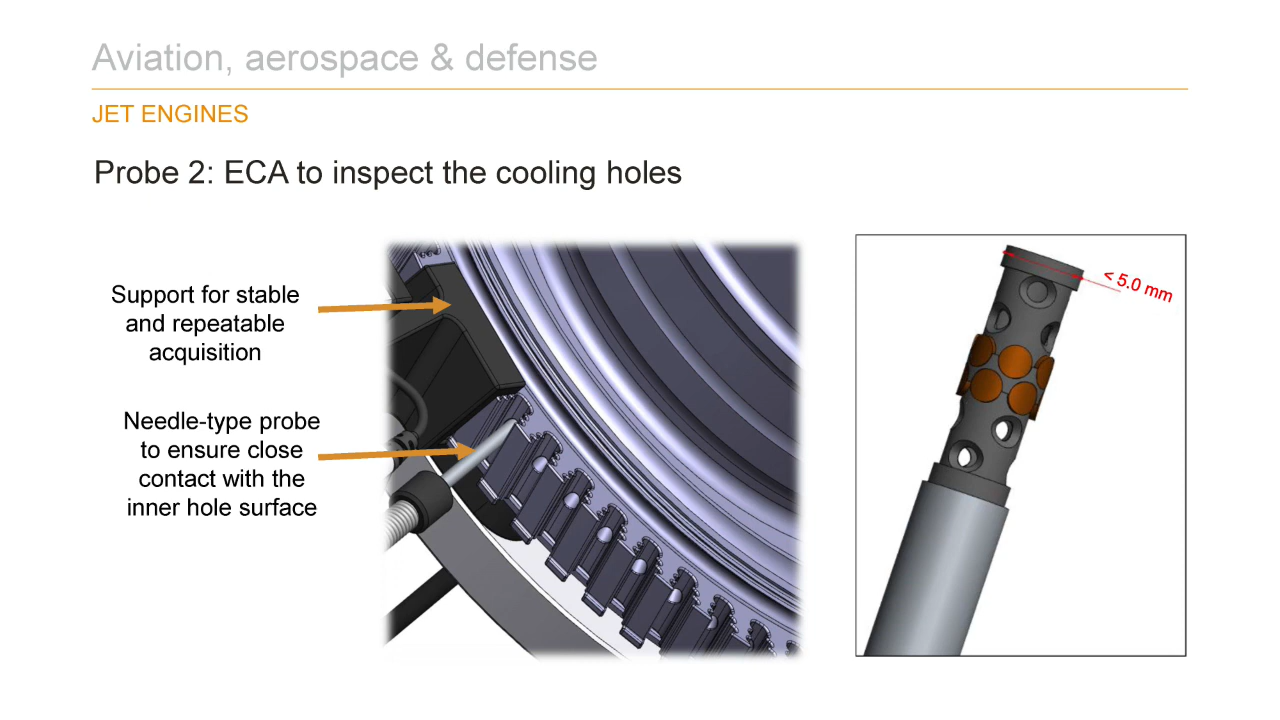 Aviation, aerospace & defense
JET ENGINES
Probe 2: ECA to inspect the cooling holes
Support for stable
and repeatable
acquisition
Needle-type probe
to ensure close
contact with the
inner hole surface
< 5.0 mm